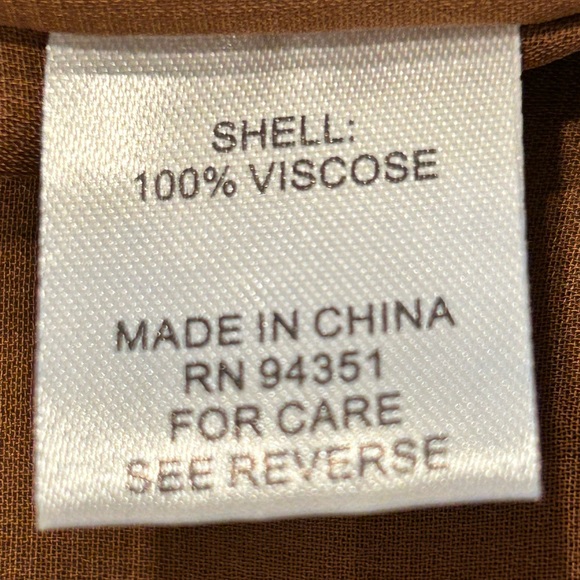 SHELL:
100% VISCOSE
MADE IN CHINA
RN 94351
FOR CARE
SEE REVERSE